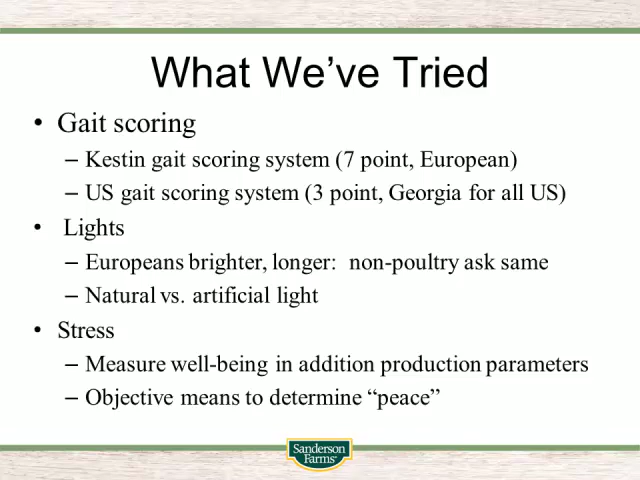 What We’ve Tried
• Gait scoring
– Kestin gait scoring system (7 point, European)
– US gait scoring system (3 point, Georgia for all US)
• Lights
– Europeans brighter, longer: non-poultry ask same
– Natural vs. artificial light
• Stress
– Measure well-being in addition production parameters
– Objective means to determine “peace”
Sanderson
Farms®